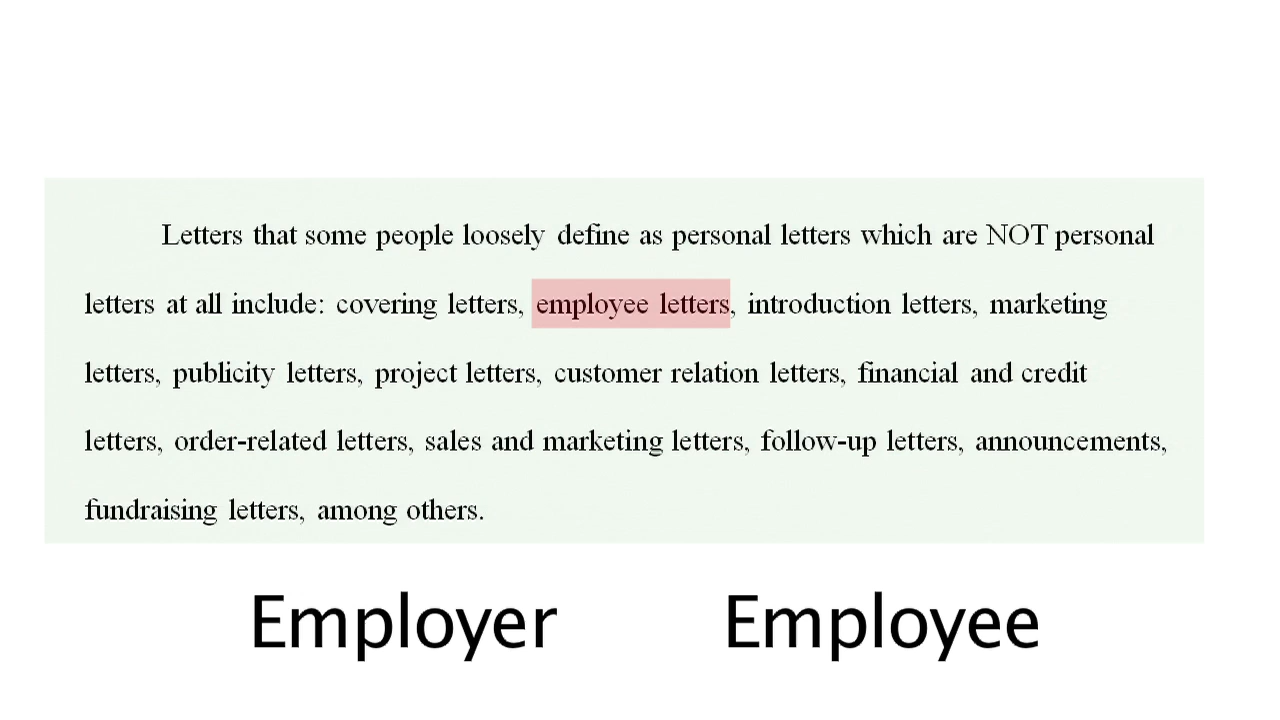 Letters that some people loosely define as personal letters which are NOT personal
letters at all include: covering letters, employee letters, introduction letters, marketing
letters, publicity letters, project letters, customer relation letters, financial and credit
letters, order-related letters, sales and marketing letters, follow-up letters, announcements,
fundraising letters, among others.
Employer Employee